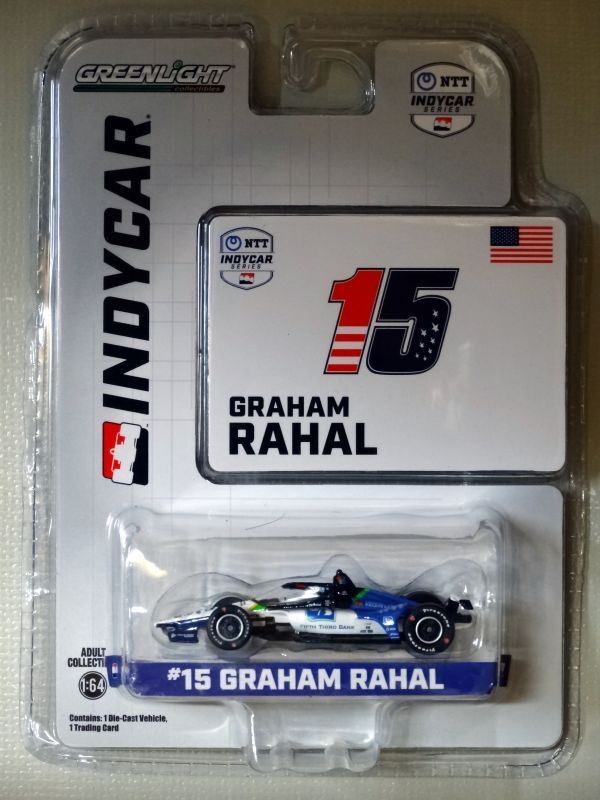 GREENLIGHT
collectibles
NTT
INDYCAR
SERIES
INDYCAR.
NTT
INDYCAR
SERIES
15
GRAHAM
RAHAL
FIFTH THIRD BANK
Firestone
#15 GRAHAM RAHAL
ADULT
COLLECTI
1:64
Contains: 1 Die-Cast Vehicle,
1 Trading Card